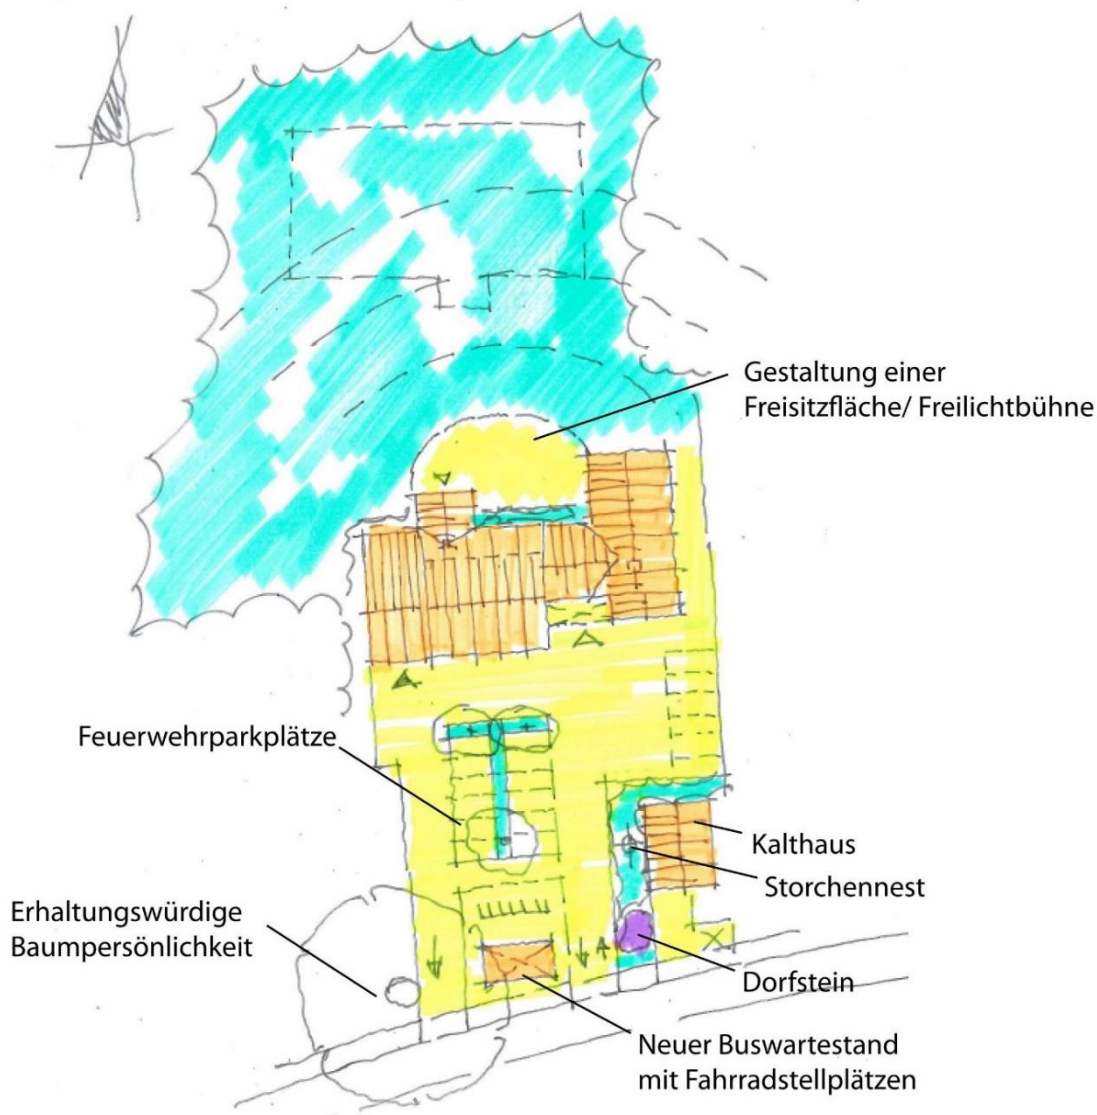 Gestaltung einer
Freisitzfläche/ Freilichtbühne
Feuerwehrparkplätze
Kalthaus
Storchennest
Erhaltungswürdige
Baumpersönlichkeit
Dorfstein
Neuer Buswartestand
mit Fahrradstellplätzen